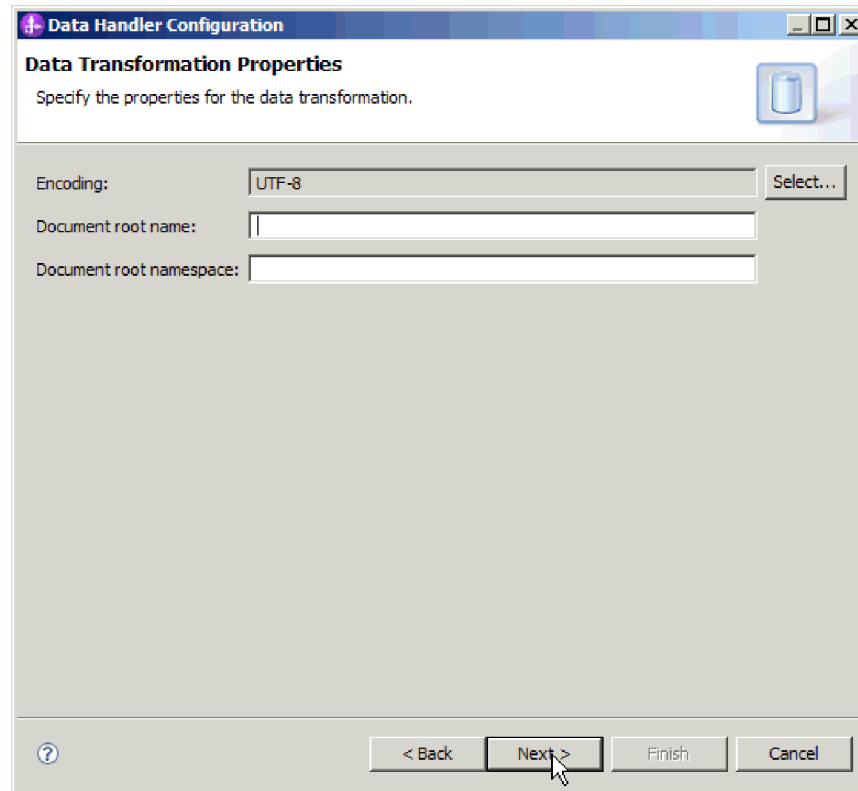 Data Handler Configuration
Data Transformation Properties
Specify the properties for the data transformation.
Encoding: UTF-8 Select...
Document root name:
Document root namespace:
< Back Next > Finish Cancel